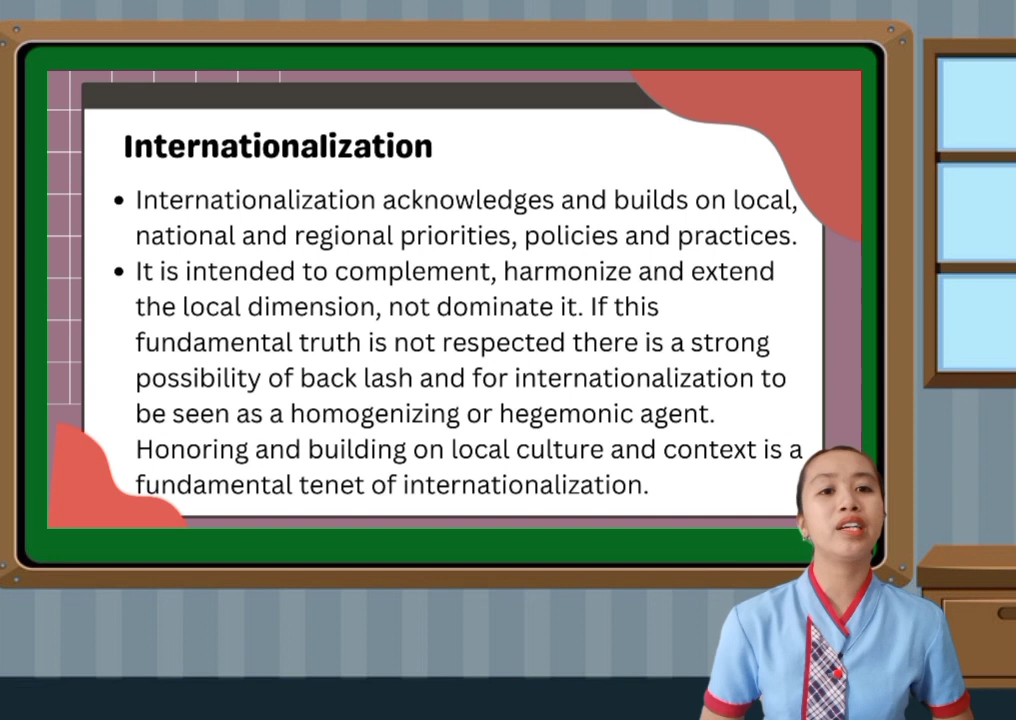 Internationalization
• Internationalization acknowledges and builds on local,
national and regional priorities, policies and practices.
• It is intended to complement, harmonize and extend
the local dimension, not dominate it. If this
fundamental truth is not respected there is a strong
possibility of back lash and for internationalization to
be seen as a homogenizing or hegemonic agent.
Honoring and building on local culture and context is a
fundamental tenet of internationalization.